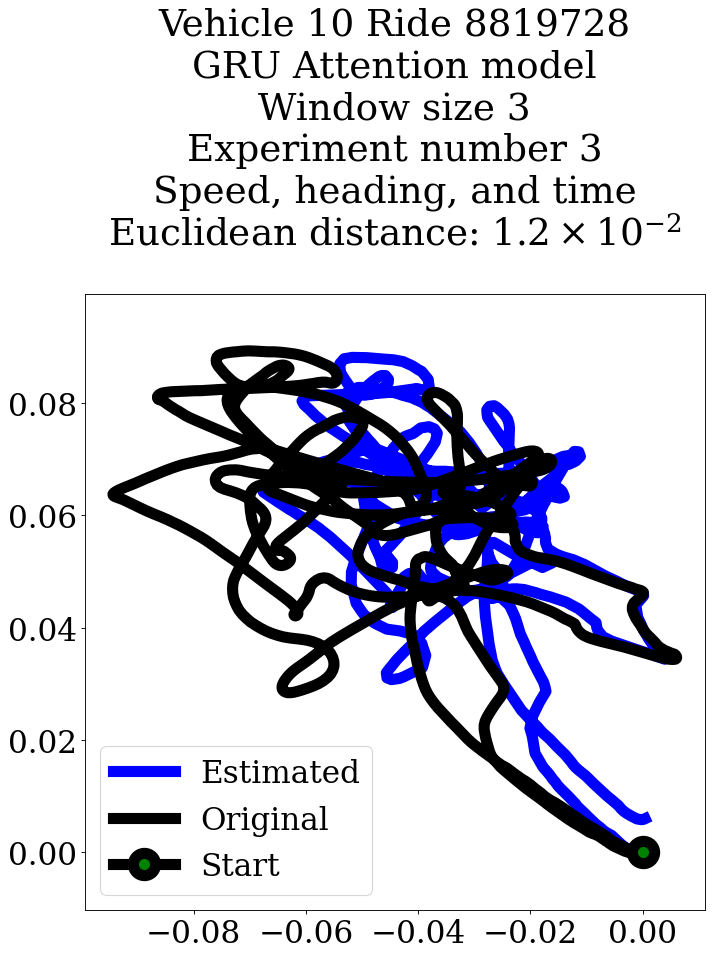 Vehicle 10 Ride 8819728
GRU Attention model
Window size 3
Experiment number 3
Speed, heading, and time
Euclidean distance: 1.2 × 10⁻²
0.08
0.06
0.04
0.02
0.00
Estimated
Original
Start
−0.08 −0.06 −0.04 −0.02 0.00